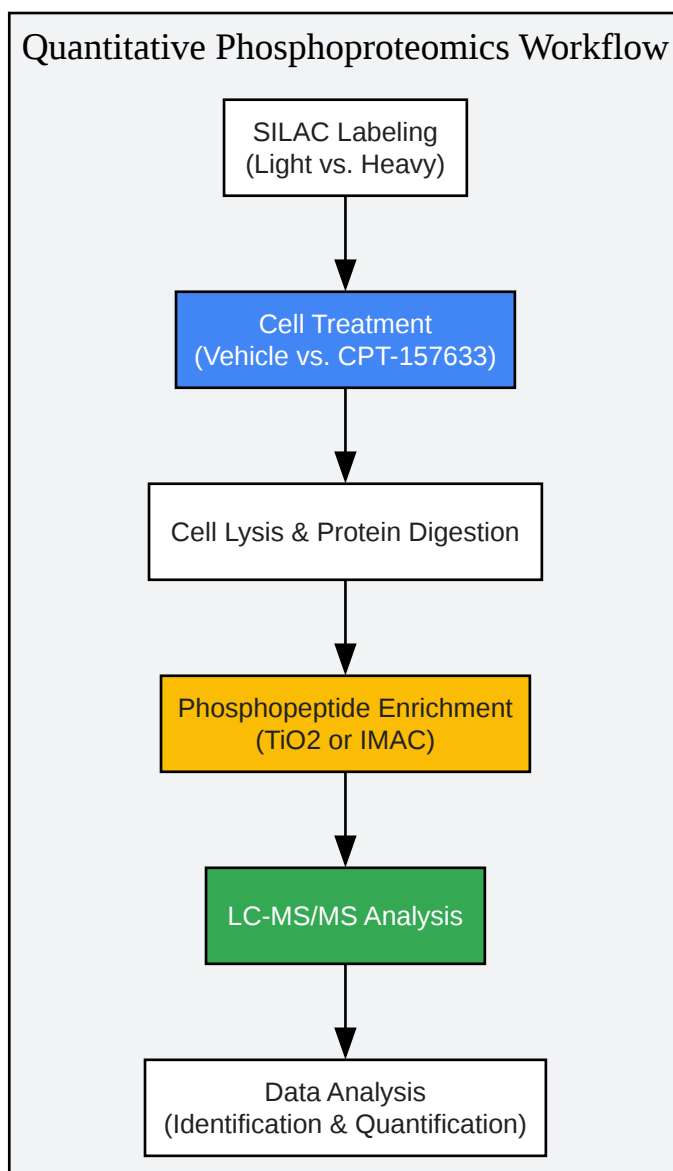 Quantitative Phosphoproteomics Workflow
SILAC Labeling
(Light vs. Heavy)
Cell Treatment
(Vehicle vs. CPT-157633)
Cell Lysis & Protein Digestion
Phosphopeptide Enrichment
(TiO2 or IMAC)
LC-MS/MS Analysis
Data Analysis
(Identification & Quantification)